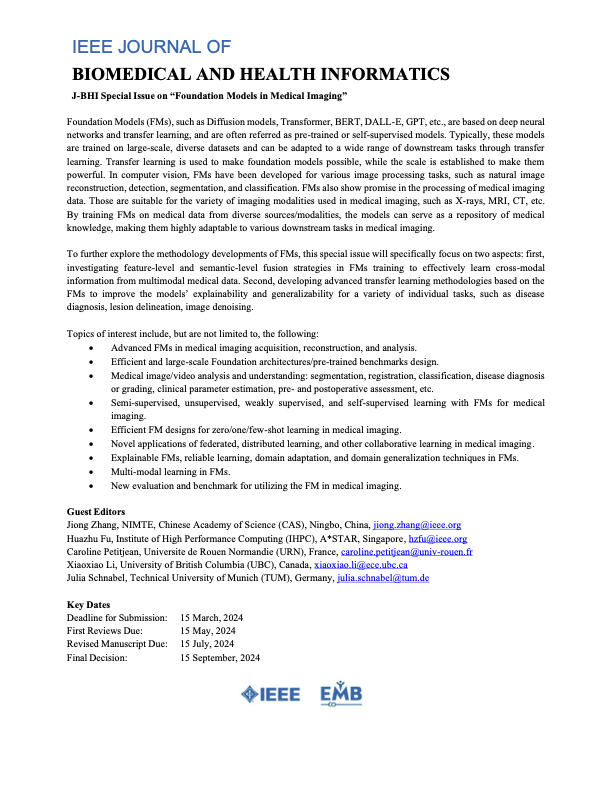 IEEE JOURNAL OF
BIOMEDICAL AND HEALTH INFORMATICS
J-BHI Special Issue on “Foundation Models in Medical Imaging”
Foundation Models (FMs), such as Diffusion models, Transformer, BERT, DALL-E, GPT, etc., are based on deep neural
networks and transfer learning, and are often referred as pre-trained or self-supervised models. Typically, these models
are trained on large-scale, diverse datasets and can be adapted to a wide range of downstream tasks through transfer
learning. Transfer learning is used to make foundation models possible, while the scale is established to make them
powerful. In computer vision, FMs have been developed for various image processing tasks, such as natural image
reconstruction, detection, segmentation, and classification. FMs also show promise in the processing of medical imaging
data. Those are suitable for the variety of imaging modalities used in medical imaging, such as X-rays, MRI, CT, etc.
By training FMs on medical data from diverse sources/modalities, the models can serve as a repository of medical
knowledge, making them highly adaptable to various downstream tasks in medical imaging.
To further explore the methodology developments of FMs, this special issue will specifically focus on two aspects: first,
investigating feature-level and semantic-level fusion strategies in FMs training to effectively learn cross-modal
information from multimodal medical data. Second, developing advanced transfer learning methodologies based on the
FMs to improve the models’ explainability and generalizability for a variety of individual tasks, such as disease
diagnosis, lesion delineation, image denoising.
Topics of interest include, but are not limited to, the following:
• Advanced FMs in medical imaging acquisition, reconstruction, and analysis.
• Efficient and large-scale Foundation architectures/pre-trained benchmarks design.
• Medical image/video analysis and understanding: segmentation, registration, classification, disease diagnosis
or grading, clinical parameter estimation, pre- and postoperative assessment, etc.
• Semi-supervised, unsupervised, weakly supervised, and self-supervised learning with FMs for medical
imaging.
• Efficient FM designs for zero/one/few-shot learning in medical imaging.
• Novel applications of federated, distributed learning, and other collaborative learning in medical imaging.
• Explainable FMs, reliable learning, domain adaptation, and domain generalization techniques in FMs.
• Multi-modal learning in FMs.
• New evaluation and benchmark for utilizing the FM in medical imaging.
Guest Editors
Jiong Zhang, NIMTE, Chinese Academy of Science (CAS), Ningbo, China, jiong.zhang@ieee.org
Huazhu Fu, Institute of High Performance Computing (IHPC), A*STAR, Singapore, hzfu@ieee.org
Caroline Petitjean, Universite de Rouen Normandie (URN), France, caroline.petitjean@univ-rouen.fr
Xiaoxiao Li, University of British Columbia (UBC), Canada, xiaoxiao.li@ece.ubc.ca
Julia Schnabel, Technical University of Munich (TUM), Germany, julia.schnabel@tum.de
Key Dates
Deadline for Submission: 15 March, 2024
First Reviews Due: 15 May, 2024
Revised Manuscript Due: 15 July, 2024
Final Decision: 15 September, 2024
IEEE EMB